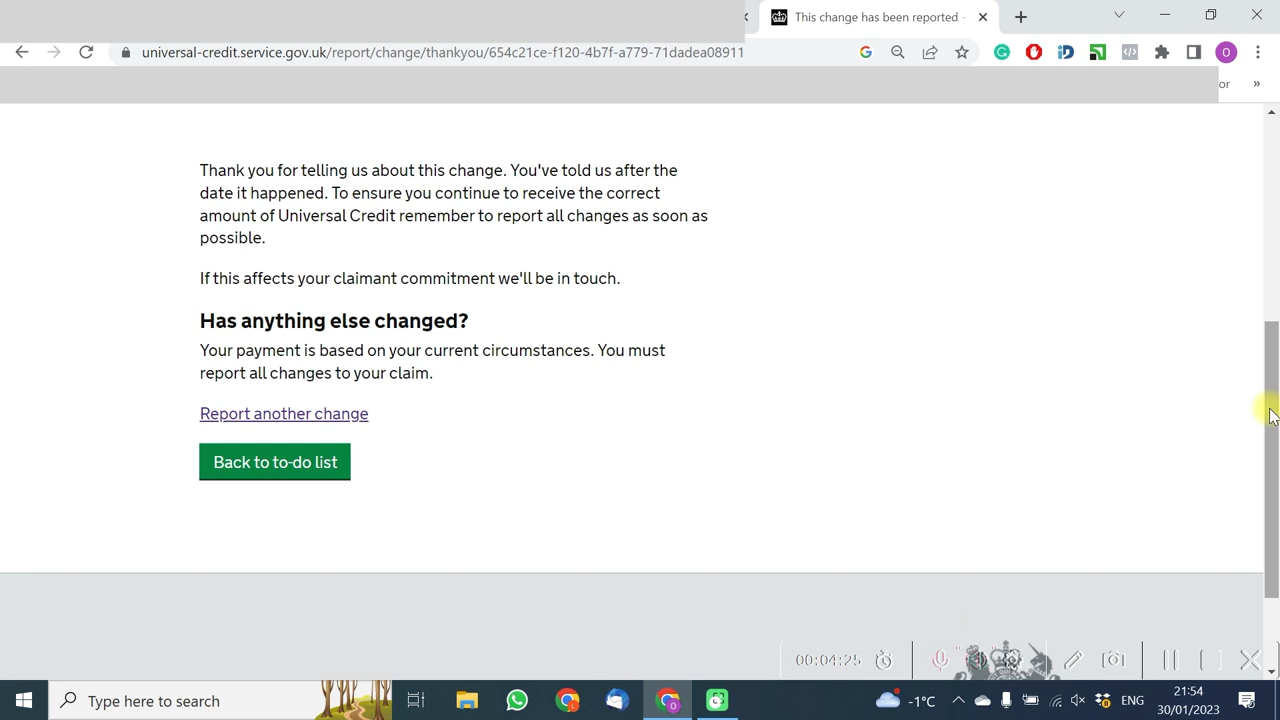 This change has been reported -
universal-credit.service.gov.uk/report/change/thankyou/654c21ce-f120-4b7f-a779-71dadea08911
or »
Thank you for telling us about this change. You've told us after the
date it happened. To ensure you continue to receive the correct
amount of Universal Credit remember to report all changes as soon as
possible.
If this affects your claimant commitment we'll be in touch.
Has anything else changed?
Your payment is based on your current circumstances. You must
report all changes to your claim.
Report another change
Back to to-do list
00:04:25
Type here to search
-1°C
ENG
21:54
30/01/2023